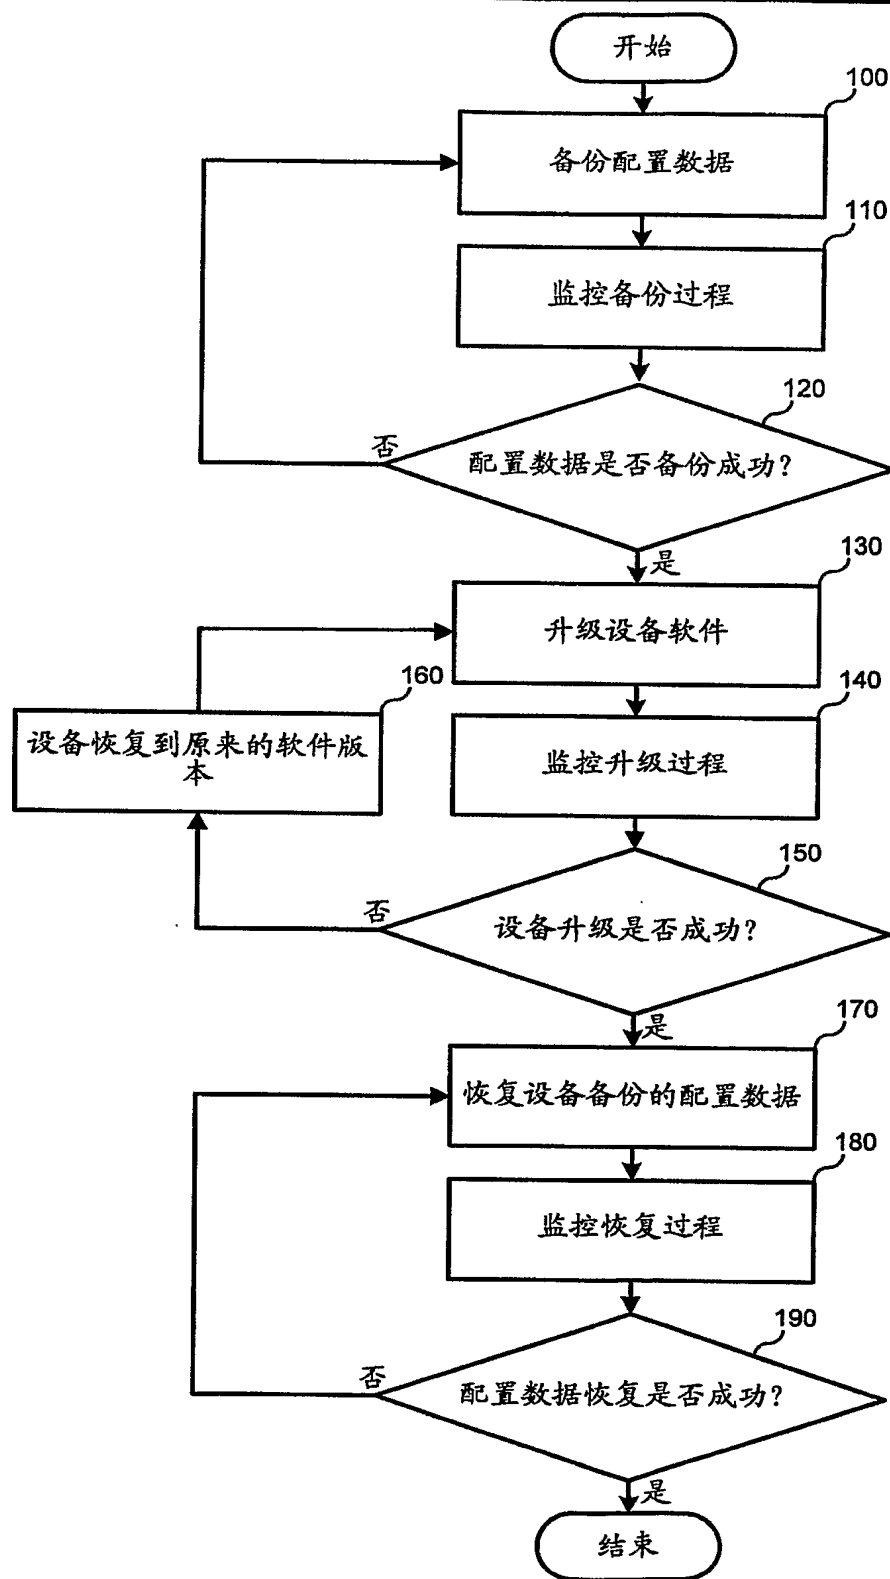 开始
100
备份配置数据
110
监控备份过程
120
否
配置数据是否备份成功?
是
130
升级设备软件
160
设备恢复到原来的软件版
本
140
监控升级过程
150
否
设备升级是否成功?
是
170
恢复设备备份的配置数据
180
监控恢复过程
190
否
配置数据恢复是否成功?
是
结束